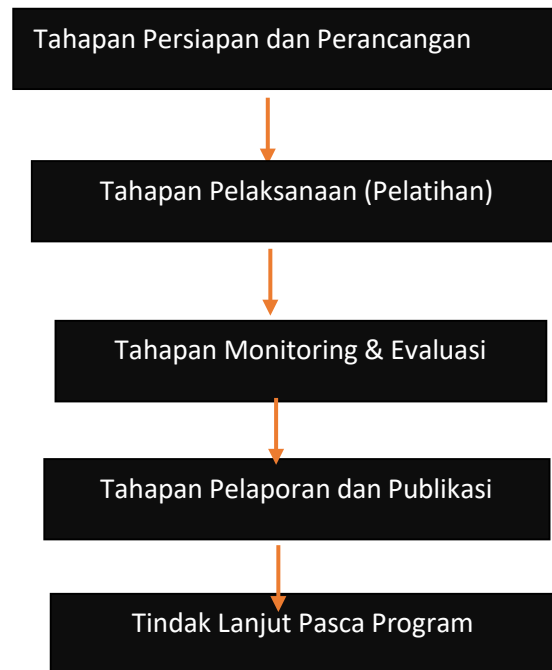 Tahapan Persiapan dan Perancangan
Tahapan Pelaksanaan (Pelatihan)
Tahapan Monitoring & Evaluasi
Tahapan Pelaporan dan Publikasi
Tindak Lanjut Pasca Program